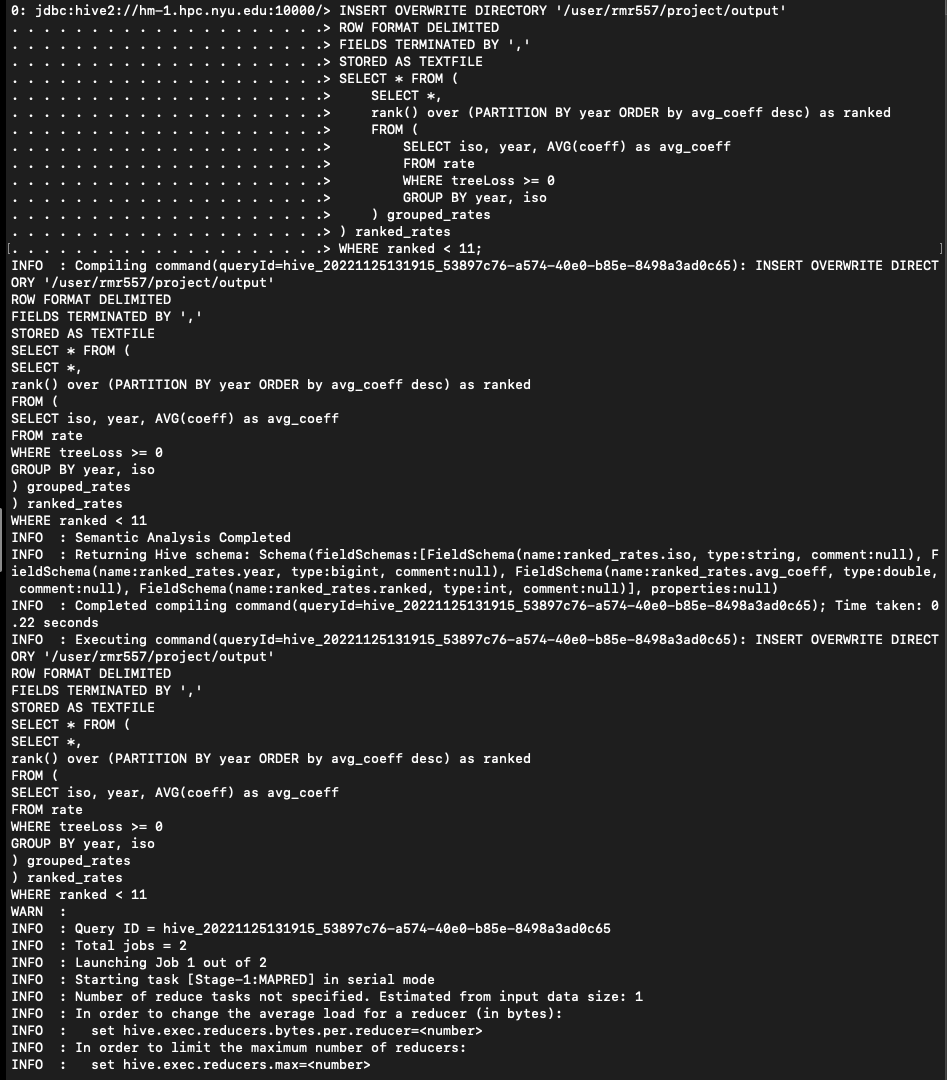 0: jdbc:hive2://hm-1.hpc.nyu.edu:10000/> INSERT OVERWRITE DIRECTORY '/user/rmr557/project/output'
. . . . . . . . . . . . . . . . . . . .> ROW FORMAT DELIMITED
. . . . . . . . . . . . . . . . . . . .> FIELDS TERMINATED BY ','
. . . . . . . . . . . . . . . . . . . .> STORED AS TEXTFILE
. . . . . . . . . . . . . . . . . . . .> SELECT * FROM (
. . . . . . . . . . . . . . . . . . . .>     SELECT *,
. . . . . . . . . . . . . . . . . . . .>     rank() over (PARTITION BY year ORDER by avg_coeff desc) as ranked
. . . . . . . . . . . . . . . . . . . .>     FROM (
. . . . . . . . . . . . . . . . . . . .>         SELECT iso, year, AVG(coeff) as avg_coeff
. . . . . . . . . . . . . . . . . . . .>         FROM rate
. . . . . . . . . . . . . . . . . . . .>         WHERE treeLoss >= 0
. . . . . . . . . . . . . . . . . . . .>         GROUP BY year, iso
. . . . . . . . . . . . . . . . . . . .>     ) grouped_rates
. . . . . . . . . . . . . . . . . . . .> ) ranked_rates
[. . . . . . . . . . . . . . . . . . . .> WHERE ranked < 11; ]
INFO  : Compiling command(queryId=hive_20221125131915_53897c76-a574-40e0-b85e-8498a3ad0c65): INSERT OVERWRITE DIRECT
ORY '/user/rmr557/project/output'
ROW FORMAT DELIMITED
FIELDS TERMINATED BY ','
STORED AS TEXTFILE
SELECT * FROM (
SELECT *,
rank() over (PARTITION BY year ORDER by avg_coeff desc) as ranked
FROM (
SELECT iso, year, AVG(coeff) as avg_coeff
FROM rate
WHERE treeLoss >= 0
GROUP BY year, iso
) grouped_rates
) ranked_rates
WHERE ranked < 11
INFO  : Semantic Analysis Completed
INFO  : Returning Hive schema: Schema(fieldSchemas:[FieldSchema(name:ranked_rates.iso, type:string, comment:null), F
ieldSchema(name:ranked_rates.year, type:bigint, comment:null), FieldSchema(name:ranked_rates.avg_coeff, type:double,
 comment:null), FieldSchema(name:ranked_rates.ranked, type:int, comment:null)], properties:null)
INFO  : Completed compiling command(queryId=hive_20221125131915_53897c76-a574-40e0-b85e-8498a3ad0c65); Time taken: 0
.22 seconds
INFO  : Executing command(queryId=hive_20221125131915_53897c76-a574-40e0-b85e-8498a3ad0c65): INSERT OVERWRITE DIRECT
ORY '/user/rmr557/project/output'
ROW FORMAT DELIMITED
FIELDS TERMINATED BY ','
STORED AS TEXTFILE
SELECT * FROM (
SELECT *,
rank() over (PARTITION BY year ORDER by avg_coeff desc) as ranked
FROM (
SELECT iso, year, AVG(coeff) as avg_coeff
FROM rate
WHERE treeLoss >= 0
GROUP BY year, iso
) grouped_rates
) ranked_rates
WHERE ranked < 11
WARN  :
INFO  : Query ID = hive_20221125131915_53897c76-a574-40e0-b85e-8498a3ad0c65
INFO  : Total jobs = 2
INFO  : Launching Job 1 out of 2
INFO  : Starting task [Stage-1:MAPRED] in serial mode
INFO  : Number of reduce tasks not specified. Estimated from input data size: 1
INFO  : In order to change the average load for a reducer (in bytes):
INFO  :   set hive.exec.reducers.bytes.per.reducer=<number>
INFO  : In order to limit the maximum number of reducers:
INFO  :   set hive.exec.reducers.max=<number>